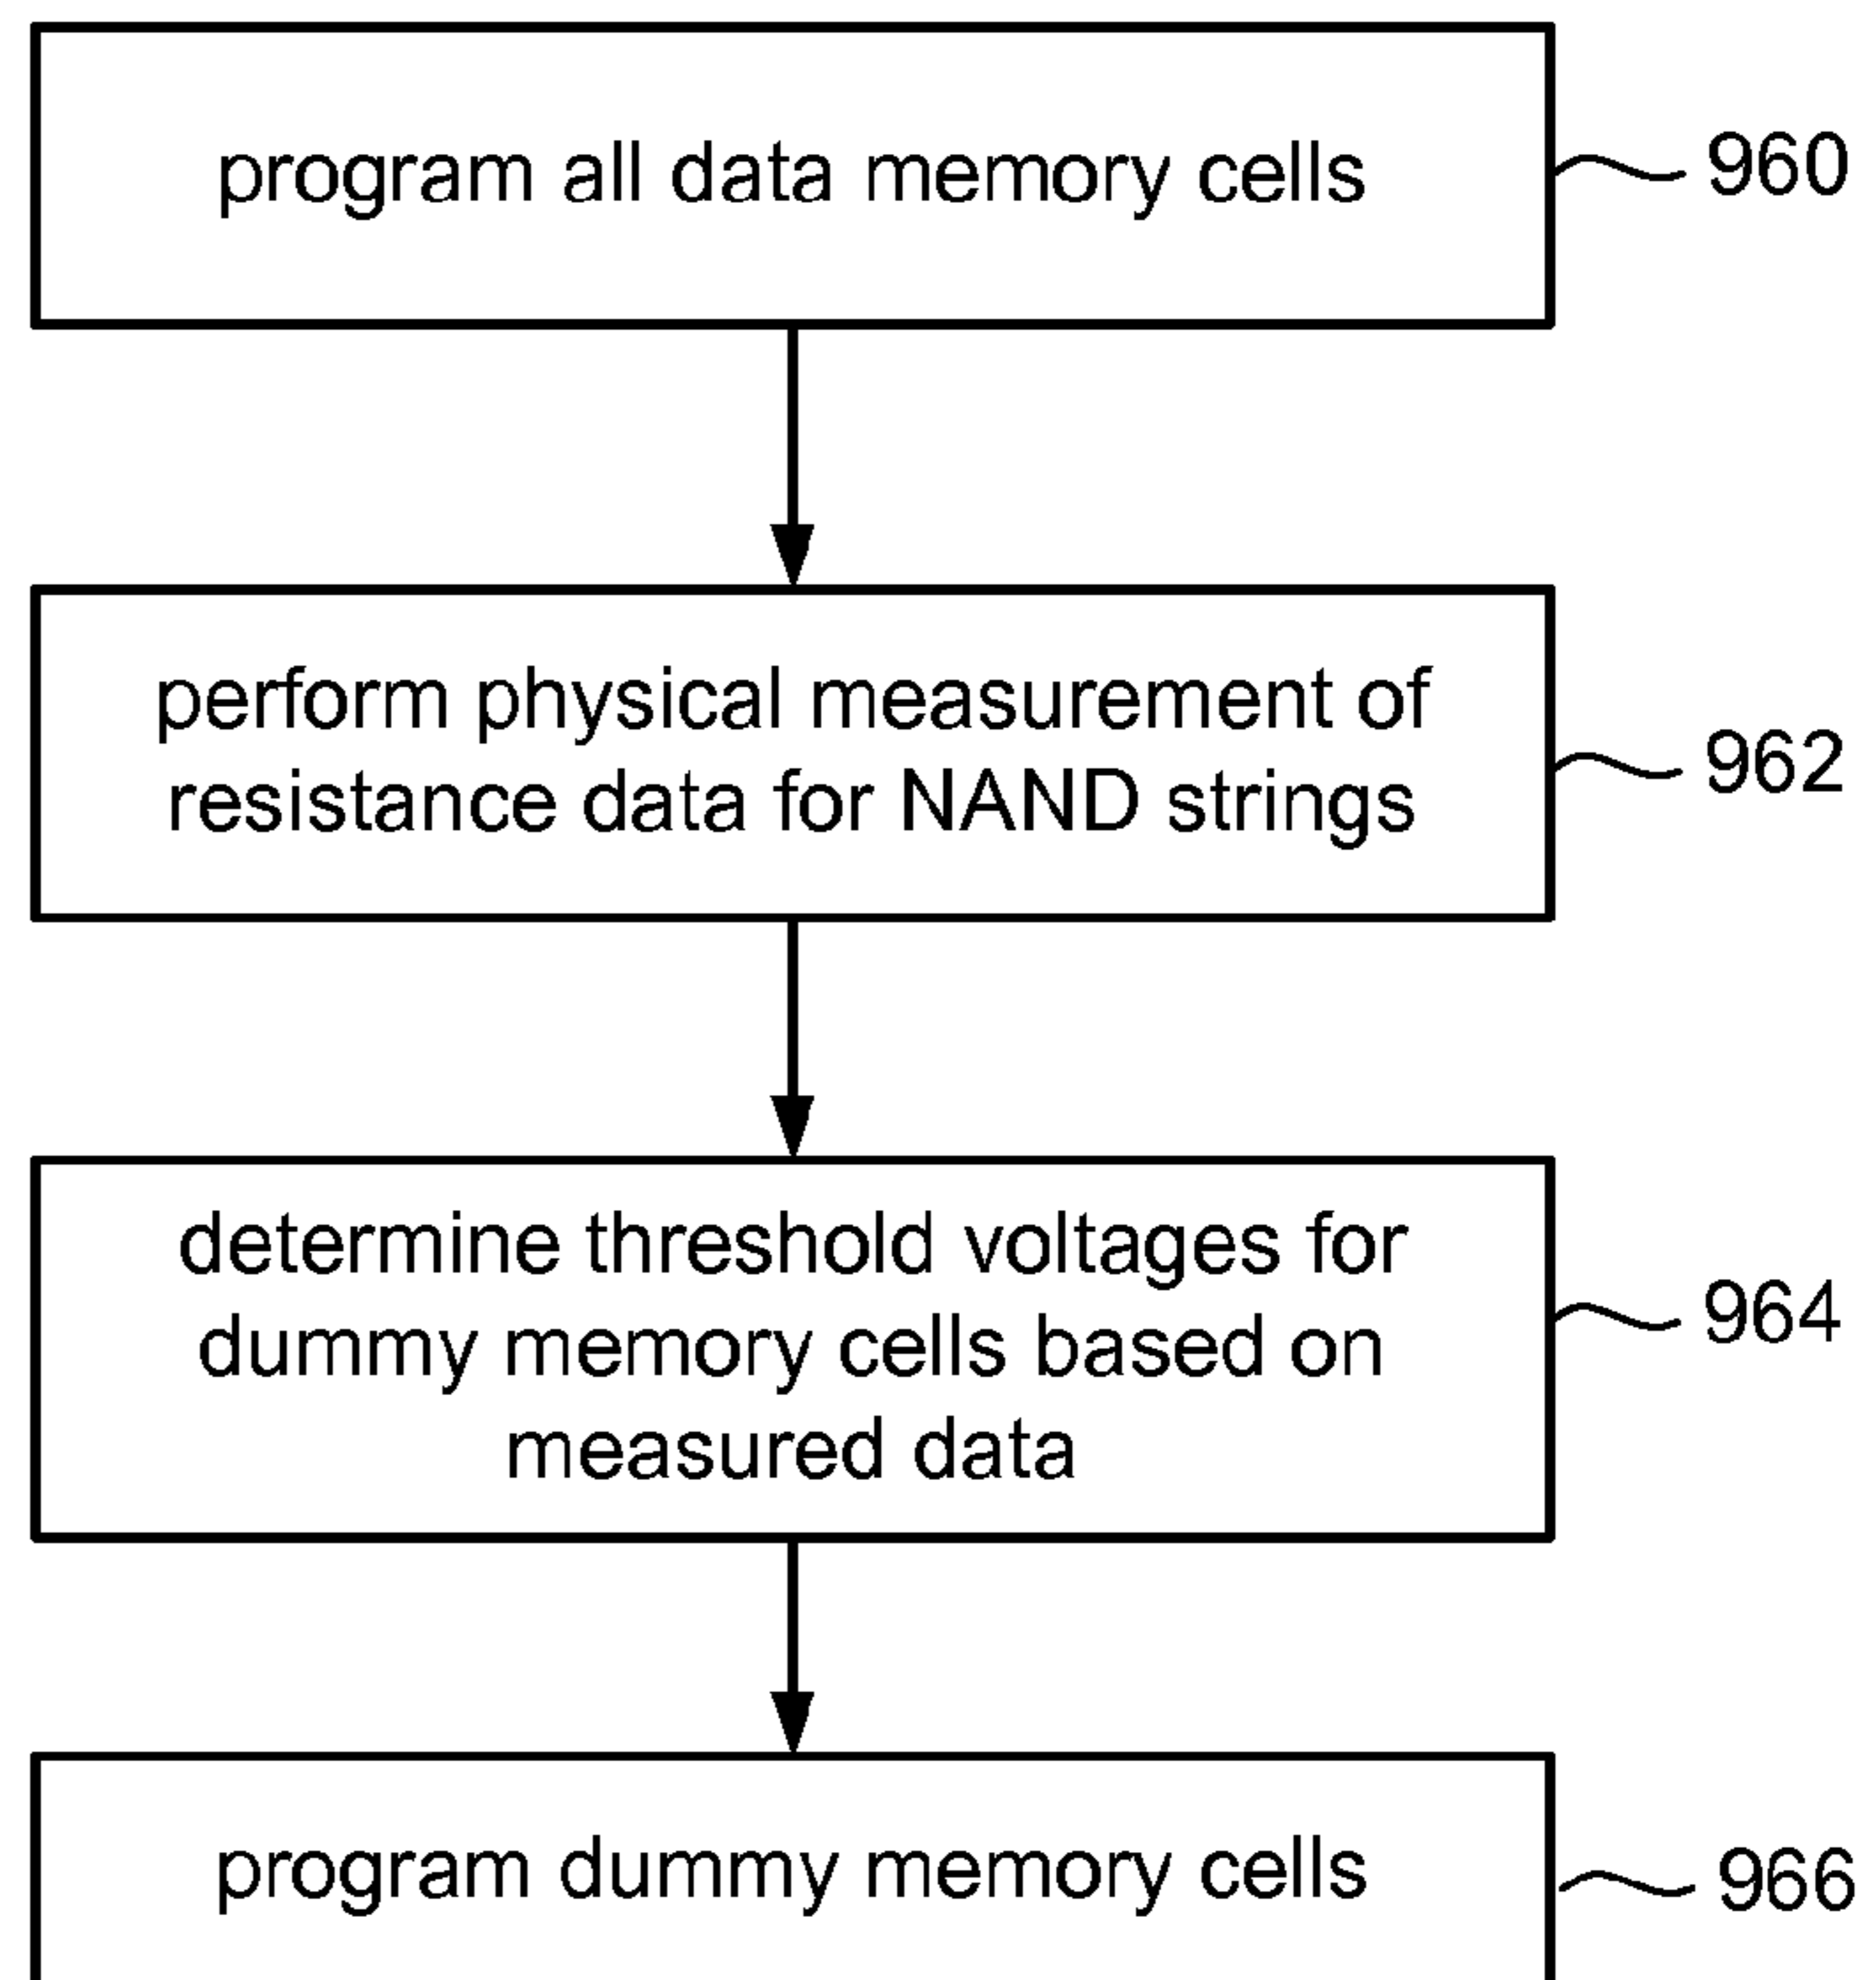 program all data memory cells
960
perform physical measurement of
resistance data for NAND strings
962
determine threshold voltages for
dummy memory cells based on
measured data
964
program dummy memory cells
966